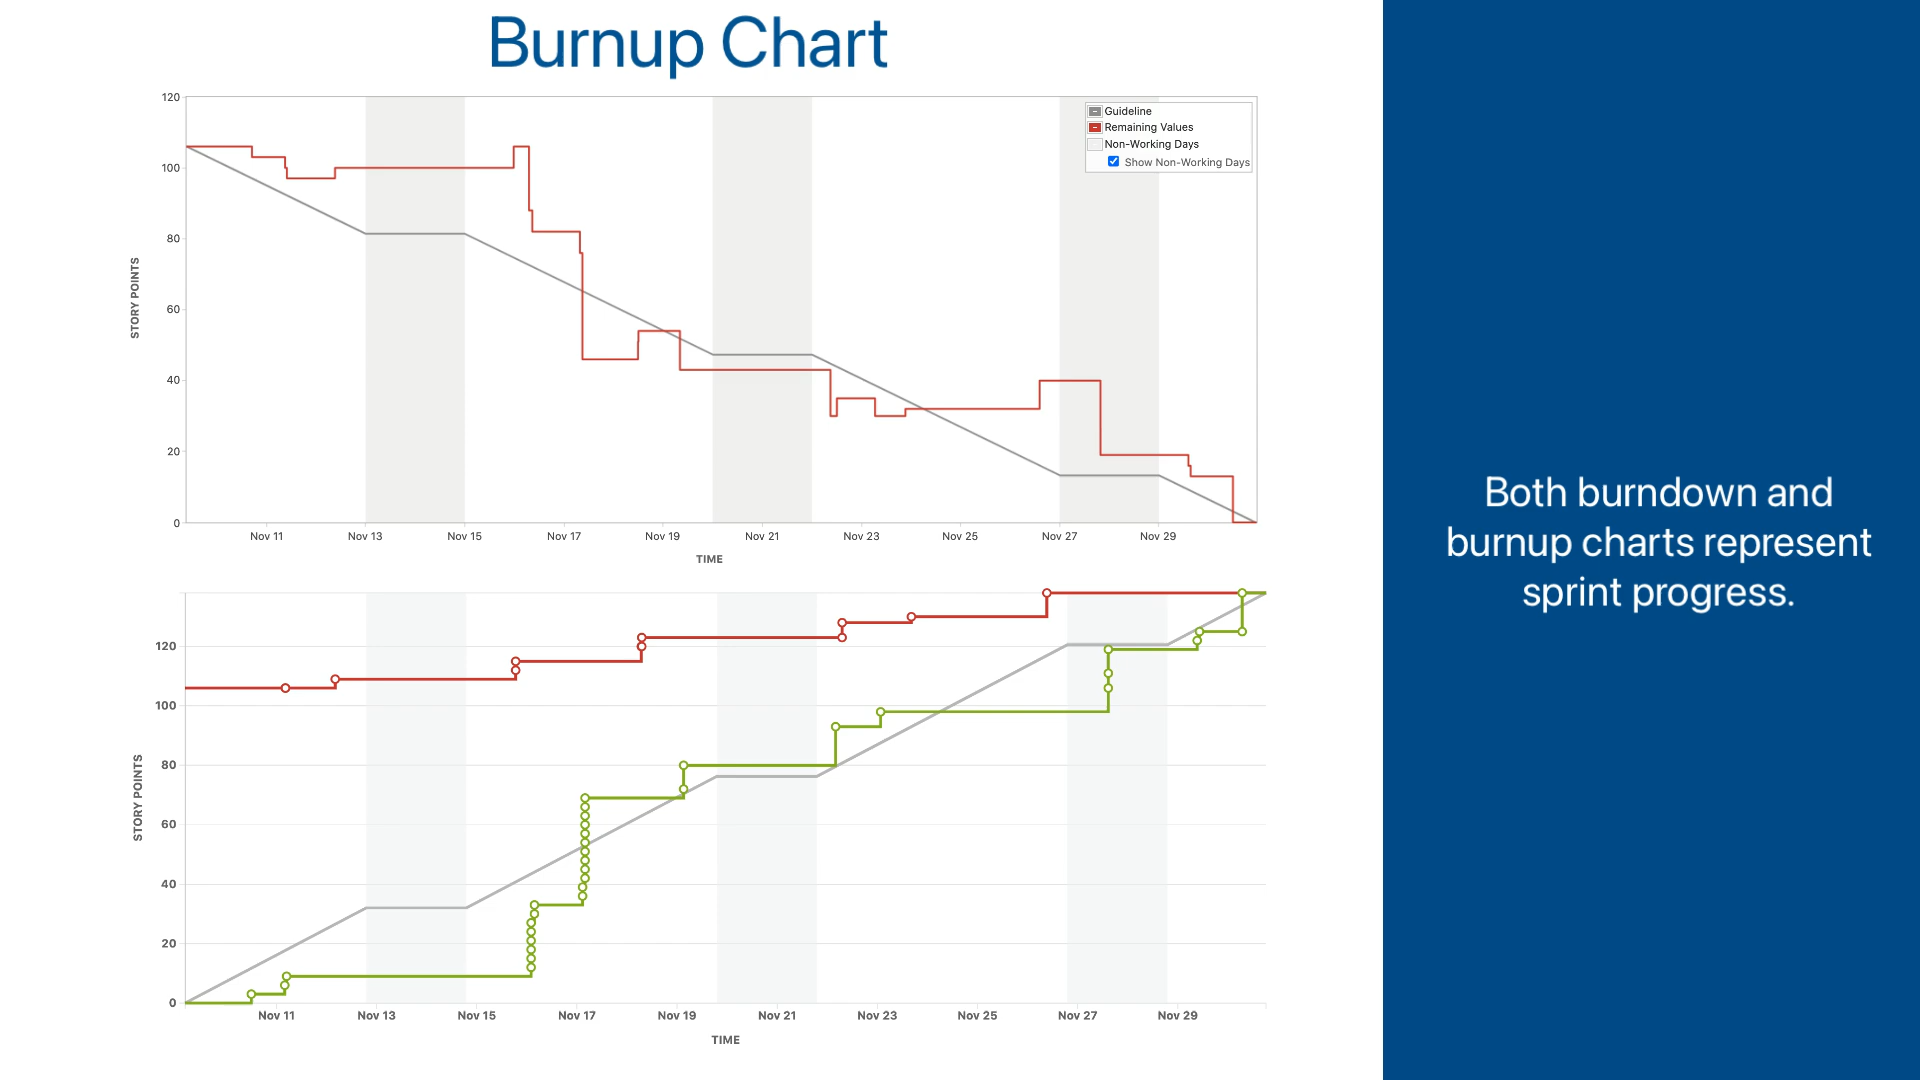 Burnup Chart
120
100
80
60
40
20
0
STORY POINTS
Guideline
Remaining Values
Non-Working Days
Show Non-Working Days
Nov 11 Nov 13 Nov 15 Nov 17 Nov 19 Nov 21 Nov 23 Nov 25 Nov 27 Nov 29
TIME
120
100
80
60
40
20
0
STORY POINTS
Nov 11 Nov 13 Nov 15 Nov 17 Nov 19 Nov 21 Nov 23 Nov 25 Nov 27 Nov 29
TIME
Both burndown and
burnup charts represent
sprint progress.